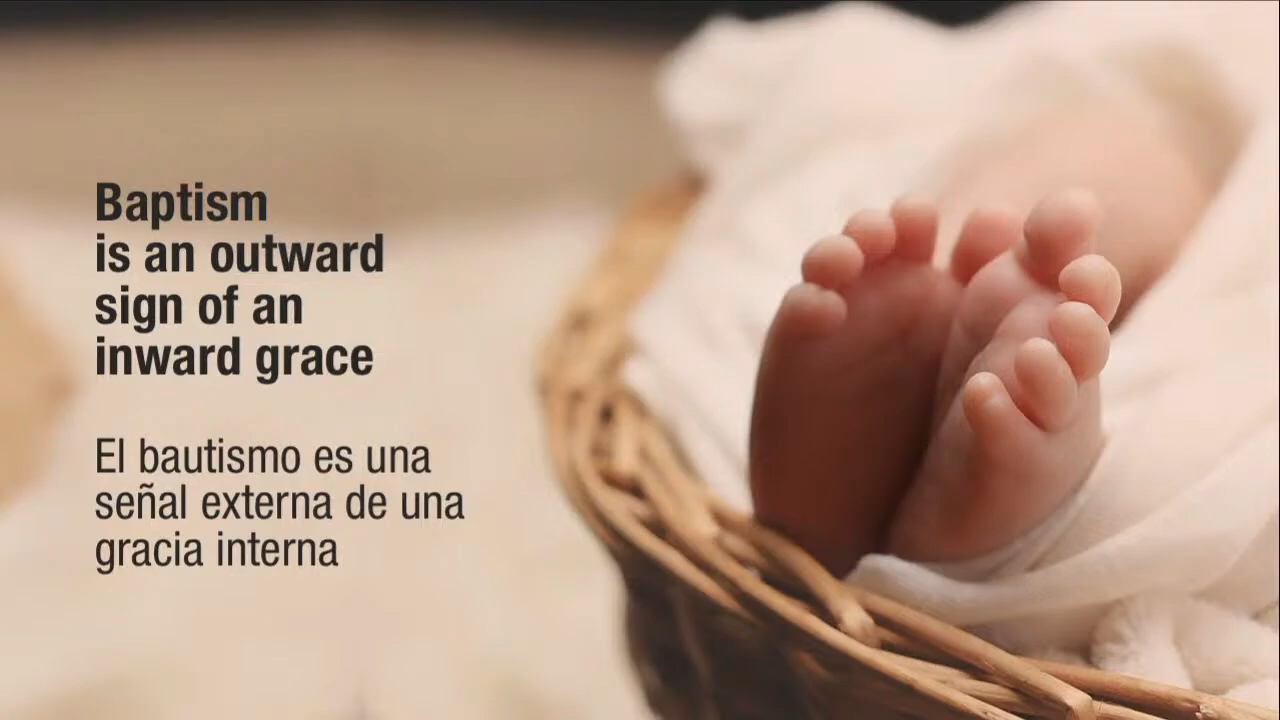 Baptism
is an outward
sign of an
inward grace
El bautismo es una
señal externa de una
gracia interna